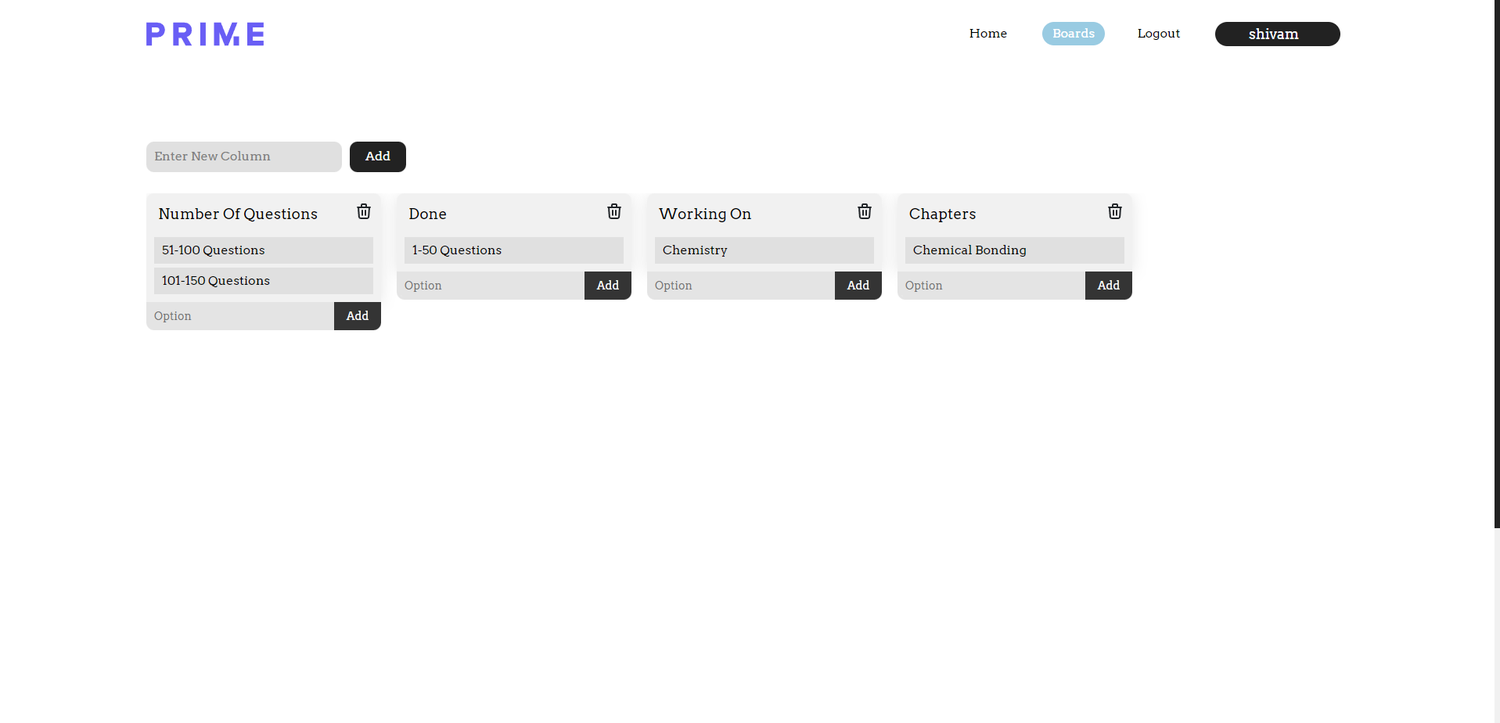 PRIME
Home Boards Logout shivam
Enter New Column Add
Number Of Questions
51-100 Questions
101-150 Questions
Option Add
Done
1-50 Questions
Option Add
Working On
Chemistry
Option Add
Chapters
Chemical Bonding
Option Add